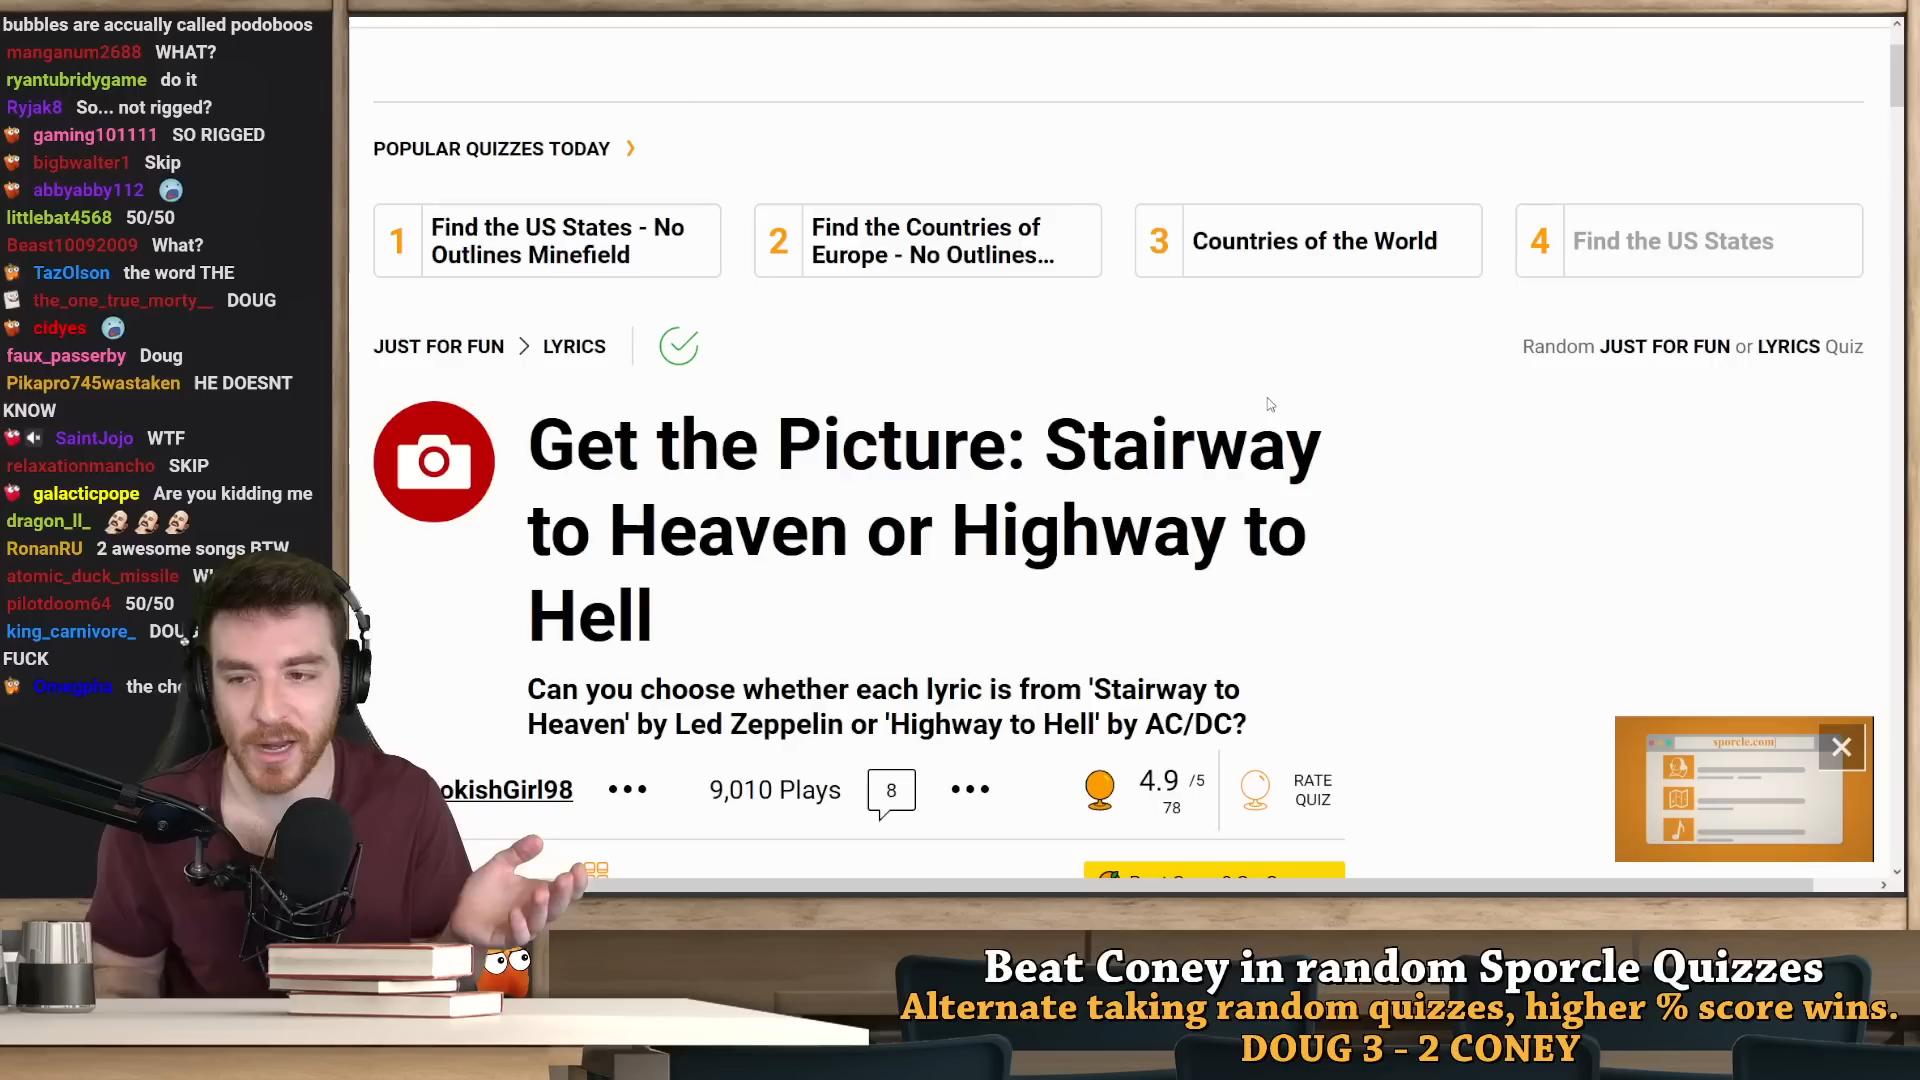 bubbles are accually called podoboos
manganum2688 WHAT?
ryantubridygame do it
Ryjak8 So... not rigged?
gaming101111 SO RIGGED
bigbwalter1 Skip
abbyabby112
littlebat4568 50/50
Beast10092009 What?
TazOlson the word THE
the_one_true_morty__ DOUG
cidyes
faux_passerby Doug
Pikapro745wastaken HE DOESNT
KNOW
SaintJojo WTF
relaxationmancho SKIP
galacticpope Are you kidding me
dragon_ll_
RonanRU 2 awesome songs BTW
atomic_duck_missile
pilotdoom64 50/50
king_carnivore_
FUCK
Omegpha the
POPULAR QUIZZES TODAY
1 Find the US States - No
Outlines Minefield
2 Find the Countries of
Europe - No Outlines...
3 Countries of the World
4 Find the US States
JUST FOR FUN > LYRICS
Random JUST FOR FUN or LYRICS Quiz
Get the Picture: Stairway
to Heaven or Highway to
Hell
Can you choose whether each lyric is from 'Stairway to
Heaven' by Led Zeppelin or 'Highway to Hell' by AC/DC?
okishGirl98 ••• 9,010 Plays 8 ••• 4.9 /5
78
RATE
QUIZ
sporcle.com
Beat Coney in random Sporcle Quizzes
Alternate taking random quizzes, higher % score wins.
DOUG 3 - 2 CONEY